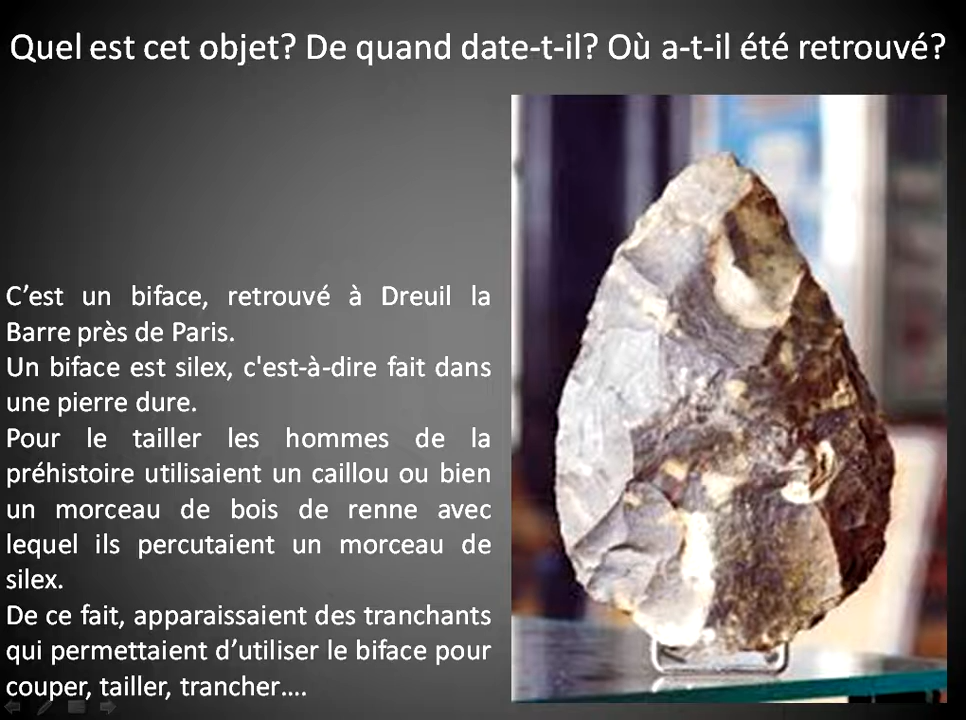 Quel est cet objet? De quand date-t-il? Où a-t-il été retrouvé?
C’est un biface, retrouvé à Dreuil la
Barre près de Paris.
Un biface est silex, c'est-à-dire fait dans
une pierre dure.
Pour le tailler les hommes de la
préhistoire utilisaient un caillou ou bien
un morceau de bois de renne avec
lequel ils percutaient un morceau de
silex.
De ce fait, apparaissaient des tranchants
qui permettaient d’utiliser le biface pour
couper, tailler, trancher….